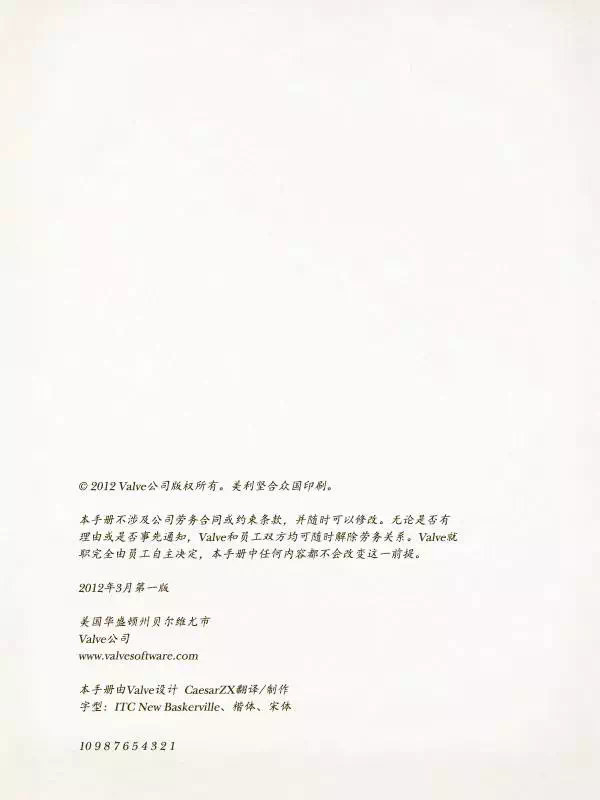 © 2012 Valve公司版权所有。美利坚合众国印刷。
本手册不涉及公司劳务合同或约束条款，并随时可以修改。无论是否有
理由或是否事先通知，Valve和员工双方均可随时解除劳务关系。Valve就
职完全由员工自主决定，本手册中任何内容都不会改变这一前提。
2012年3月第一版
美国华盛顿州贝尔维尤市
Valve公司
www.valvesoftware.com
本手册由Valve设计 CaesarZX翻译/制作
字型：ITC New Baskerville、楷体、宋体
10 9 8 7 6 5 4 3 2 1